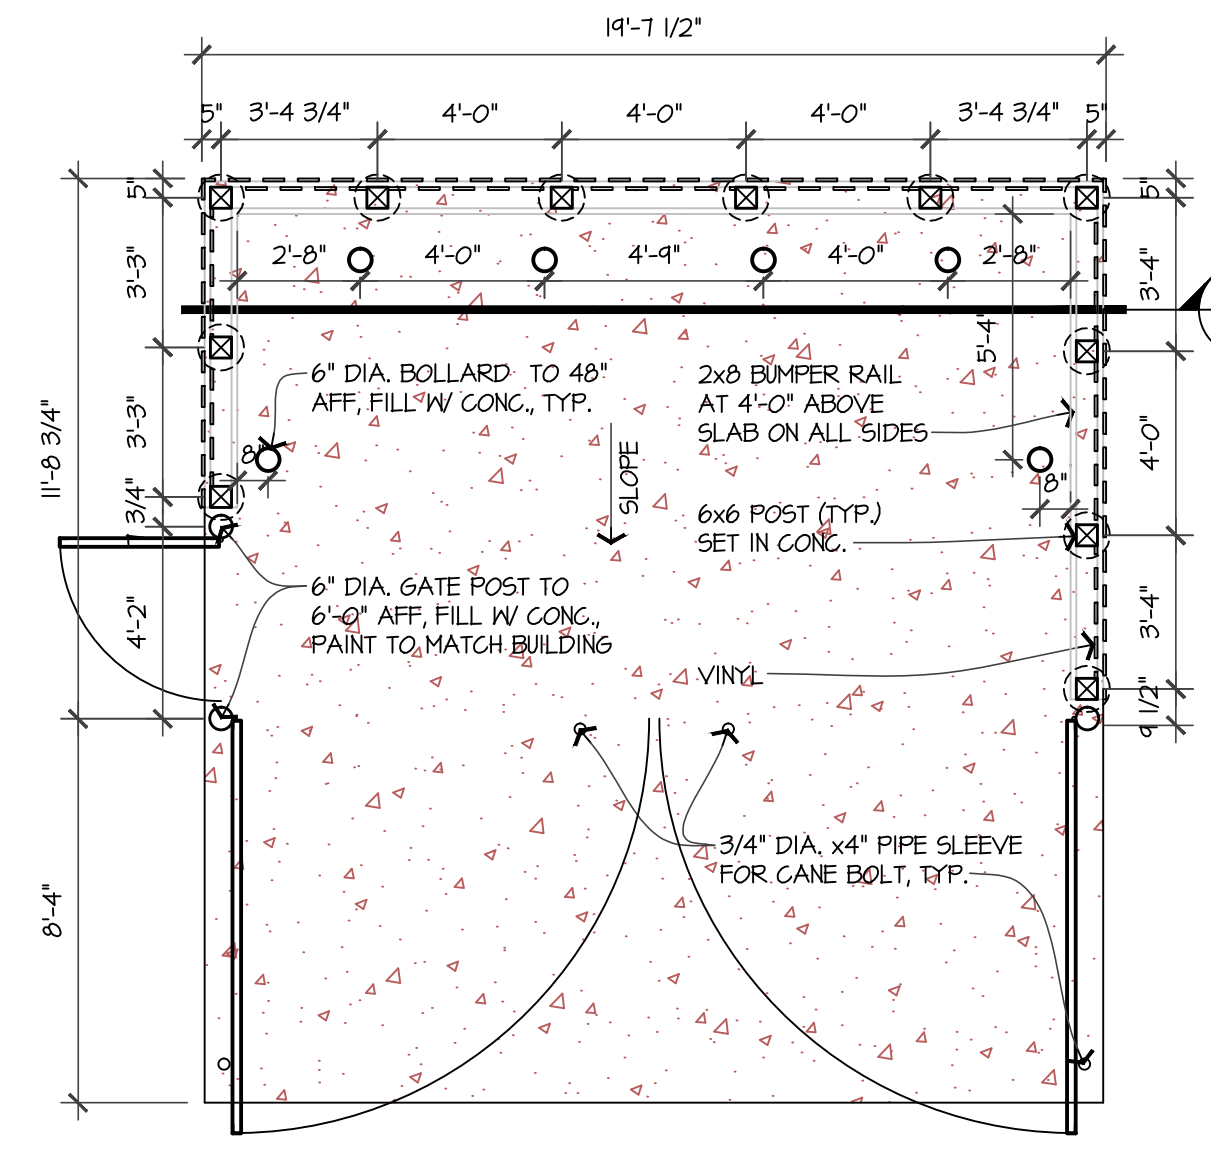 19'-7 1/2"
5"
3'-4 3/4"
4'-0"
4'-0"
4'-0"
3'-4 3/4"
5"
5"
5"
3'-3"
2'-8"
4'-0"
4'-9"
4'-0"
2'-8"
3'-4"
5'-4"
6" DIA. BOLLARD TO 48"
AFF, FILL W/ CONC., TYP.
2x8 BUMPER RAIL
AT 4'-0" ABOVE
SLAB ON ALL SIDES
11'-8 3/4"
3'-3"
8"
SLOPE
4'-0"
8"
3/4"
6x6 POST (TYP.)
SET IN CONC.
6" DIA. GATE POST TO
6'-0" AFF, FILL W/ CONC.,
PAINT TO MATCH BUILDING
4'-2"
3'-4"
VINYL
9 1/2"
3/4" DIA. x4" PIPE SLEEVE
FOR CANE BOLT, TYP.
8'-4"